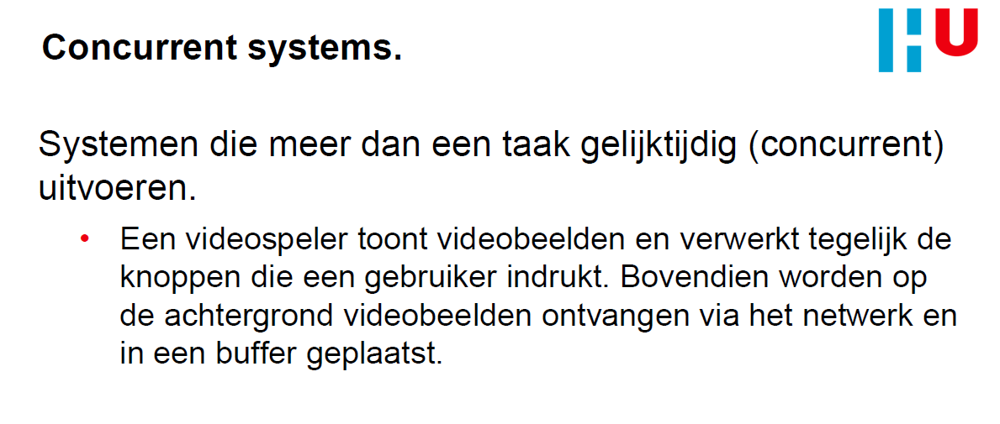 HU
Concurrent systems.
Systemen die meer dan een taak gelijktijdig (concurrent)
uitvoeren.
• Een videospeler toont videobeelden en verwerkt tegelijk de
knoppen die een gebruiker indrukt. Bovendien worden op
de achtergrond videobeelden ontvangen via het netwerk en
in een buffer geplaatst.